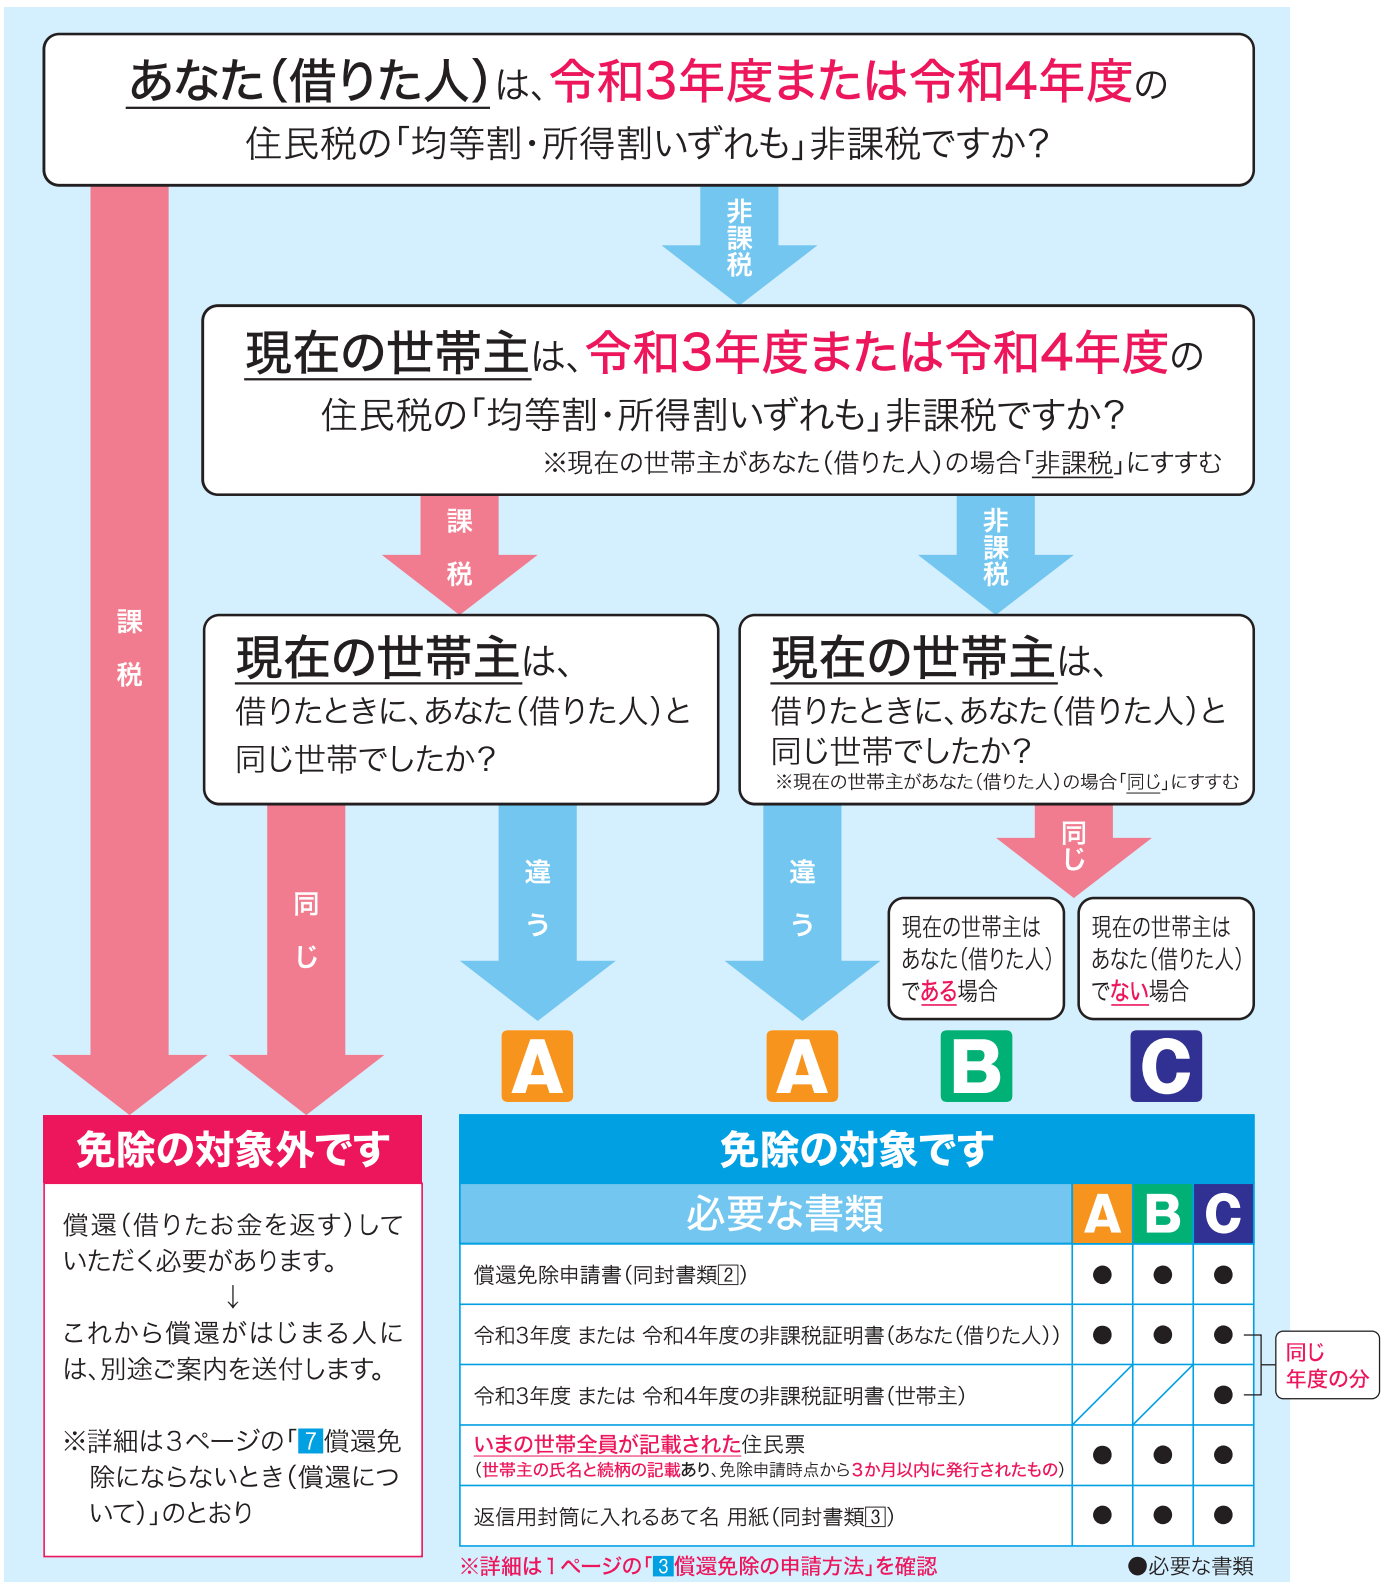 あなた(借りた人)は、令和3年度または令和4年度の
住民税の「均等割・所得割いずれも」非課税ですか?
非課税
現在の世帯主は、令和3年度または令和4年度の
住民税の「均等割・所得割いずれも」非課税ですか?
※現在の世帯主があなた(借りた人)の場合「非課税」にすすむ
課税
非課税
課税
現在の世帯主は、
借りたときに、あなた(借りた人)と
同じ世帯でしたか?
現在の世帯主は、
借りたときに、あなた(借りた人)と
同じ世帯でしたか?
※現在の世帯主があなた(借りた人)の場合「同じ」にすすむ
同じ
違う
違う
同じ
現在の世帯主は
あなた(借りた人)
である場合
現在の世帯主は
あなた(借りた人)
でない場合
A
A
B
C
免除の対象外です
償還(借りたお金を返す)して
いただく必要があります。
↓
これから償還がはじまる人に
は、別途ご案内を送付します。
※詳細は3ページの「7償還免
除にならないとき(償還につ
いて)」のとおり
免除の対象です
必要な書類 A B C
償還免除申請書(同封書類2) ● ● ●
令和3年度 または 令和4年度の非課税証明書(あなた(借りた人)) ● ● ●
令和3年度 または 令和4年度の非課税証明書(世帯主) ●
同じ
年度の分
いまの世帯全員が記載された住民票
(世帯主の氏名と続柄の記載あり、免除申請時点から3か月以内に発行されたもの) ● ● ●
返信用封筒に入れるあて名 用紙(同封書類3) ● ● ●
※詳細は1ページの「3償還免除の申請方法」を確認
●必要な書類